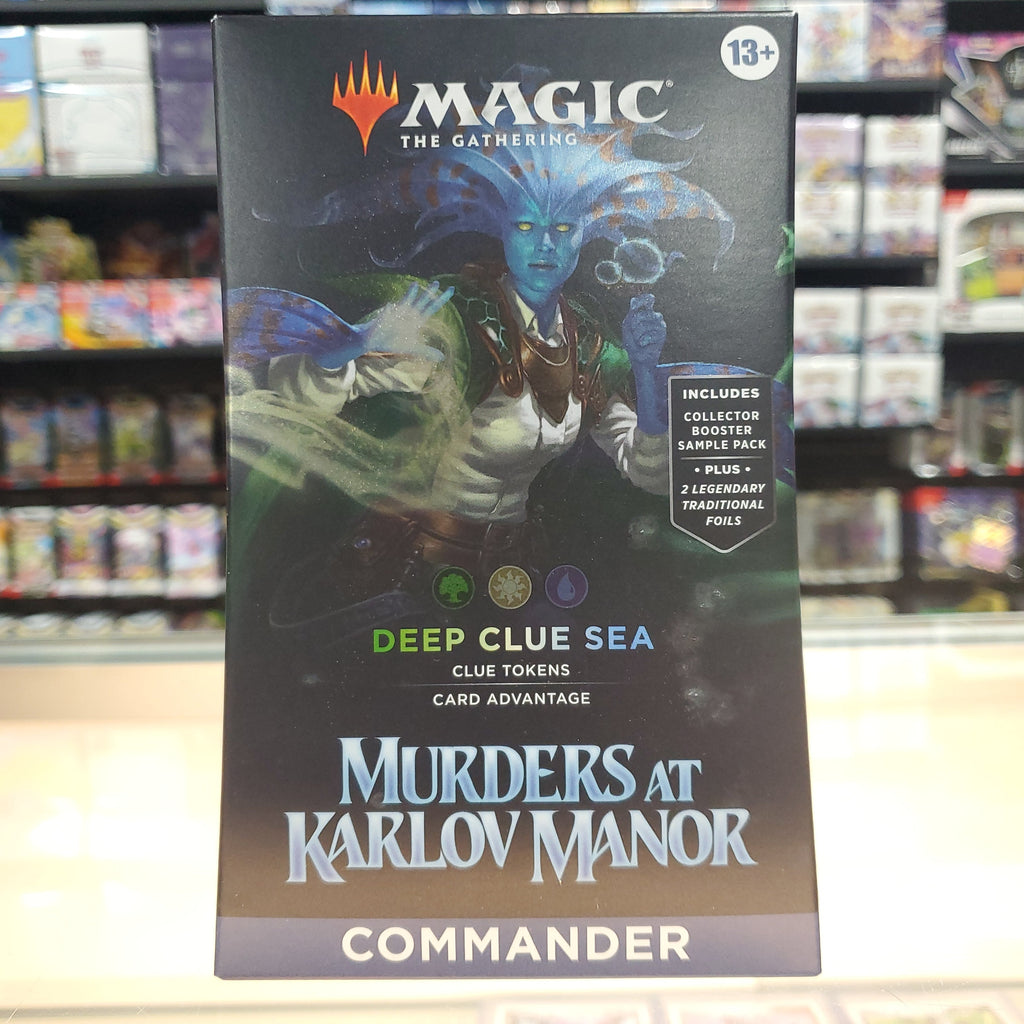 13+
MAGIC®
THE GATHERING
INCLUDES
COLLECTOR
BOOSTER
SAMPLE PACK
• PLUS •
2 LEGENDARY
TRADITIONAL
FOILS
DEEP CLUE SEA
CLUE TOKENS
CARD ADVANTAGE
MURDERS AT
KARLOV MANOR
COMMANDER